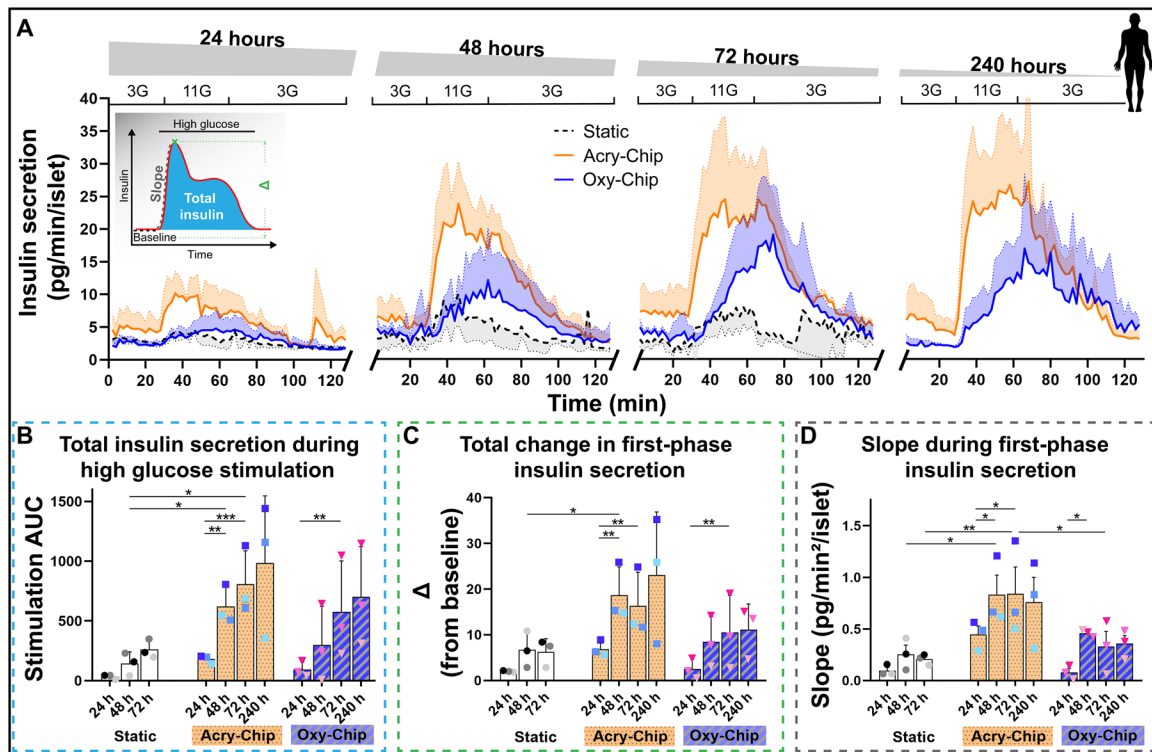 A
24 hours
48 hours
72 hours
240 hours
3G 11G 3G
3G 11G 3G
3G 11G 3G
3G 11G 3G
Insulin secretion
(pg/min/islet)
40
35
30
25
20
15
10
5
0
High glucose
Insulin
Slope
Total
insulin
Δ
Baseline
Time
Static
Acry-Chip
Oxy-Chip
0 20 40 60 80 100 120
20 40 60 80 100 120
20 40 60 80 100 120
20 40 60 80 100 120
Time (min)
B
Total insulin secretion during
high glucose stimulation
Stimulation AUC
1500
1000
500
0
*
*
***
**
**
24 h 48 h 72 h
24 h 48 h 72 h 240 h
24 h 48 h 72 h 240 h
Static Acry-Chip Oxy-Chip
C
Total change in first-phase
insulin secretion
Δ
(from baseline)
40
30
20
10
0
*
**
**
**
24 h 48 h 72 h
24 h 48 h 72 h 240 h
24 h 48 h 72 h 240 h
Static Acry-Chip Oxy-Chip
D
Slope during first-phase
insulin secretion
Slope (pg/min²/islet)
1.5
1.0
0.5
0.0
*
*
*
**
*
*
24 h 48 h 72 h
24 h 48 h 72 h 240 h
24 h 48 h 72 h 240 h
Static Acry-Chip Oxy-Chip